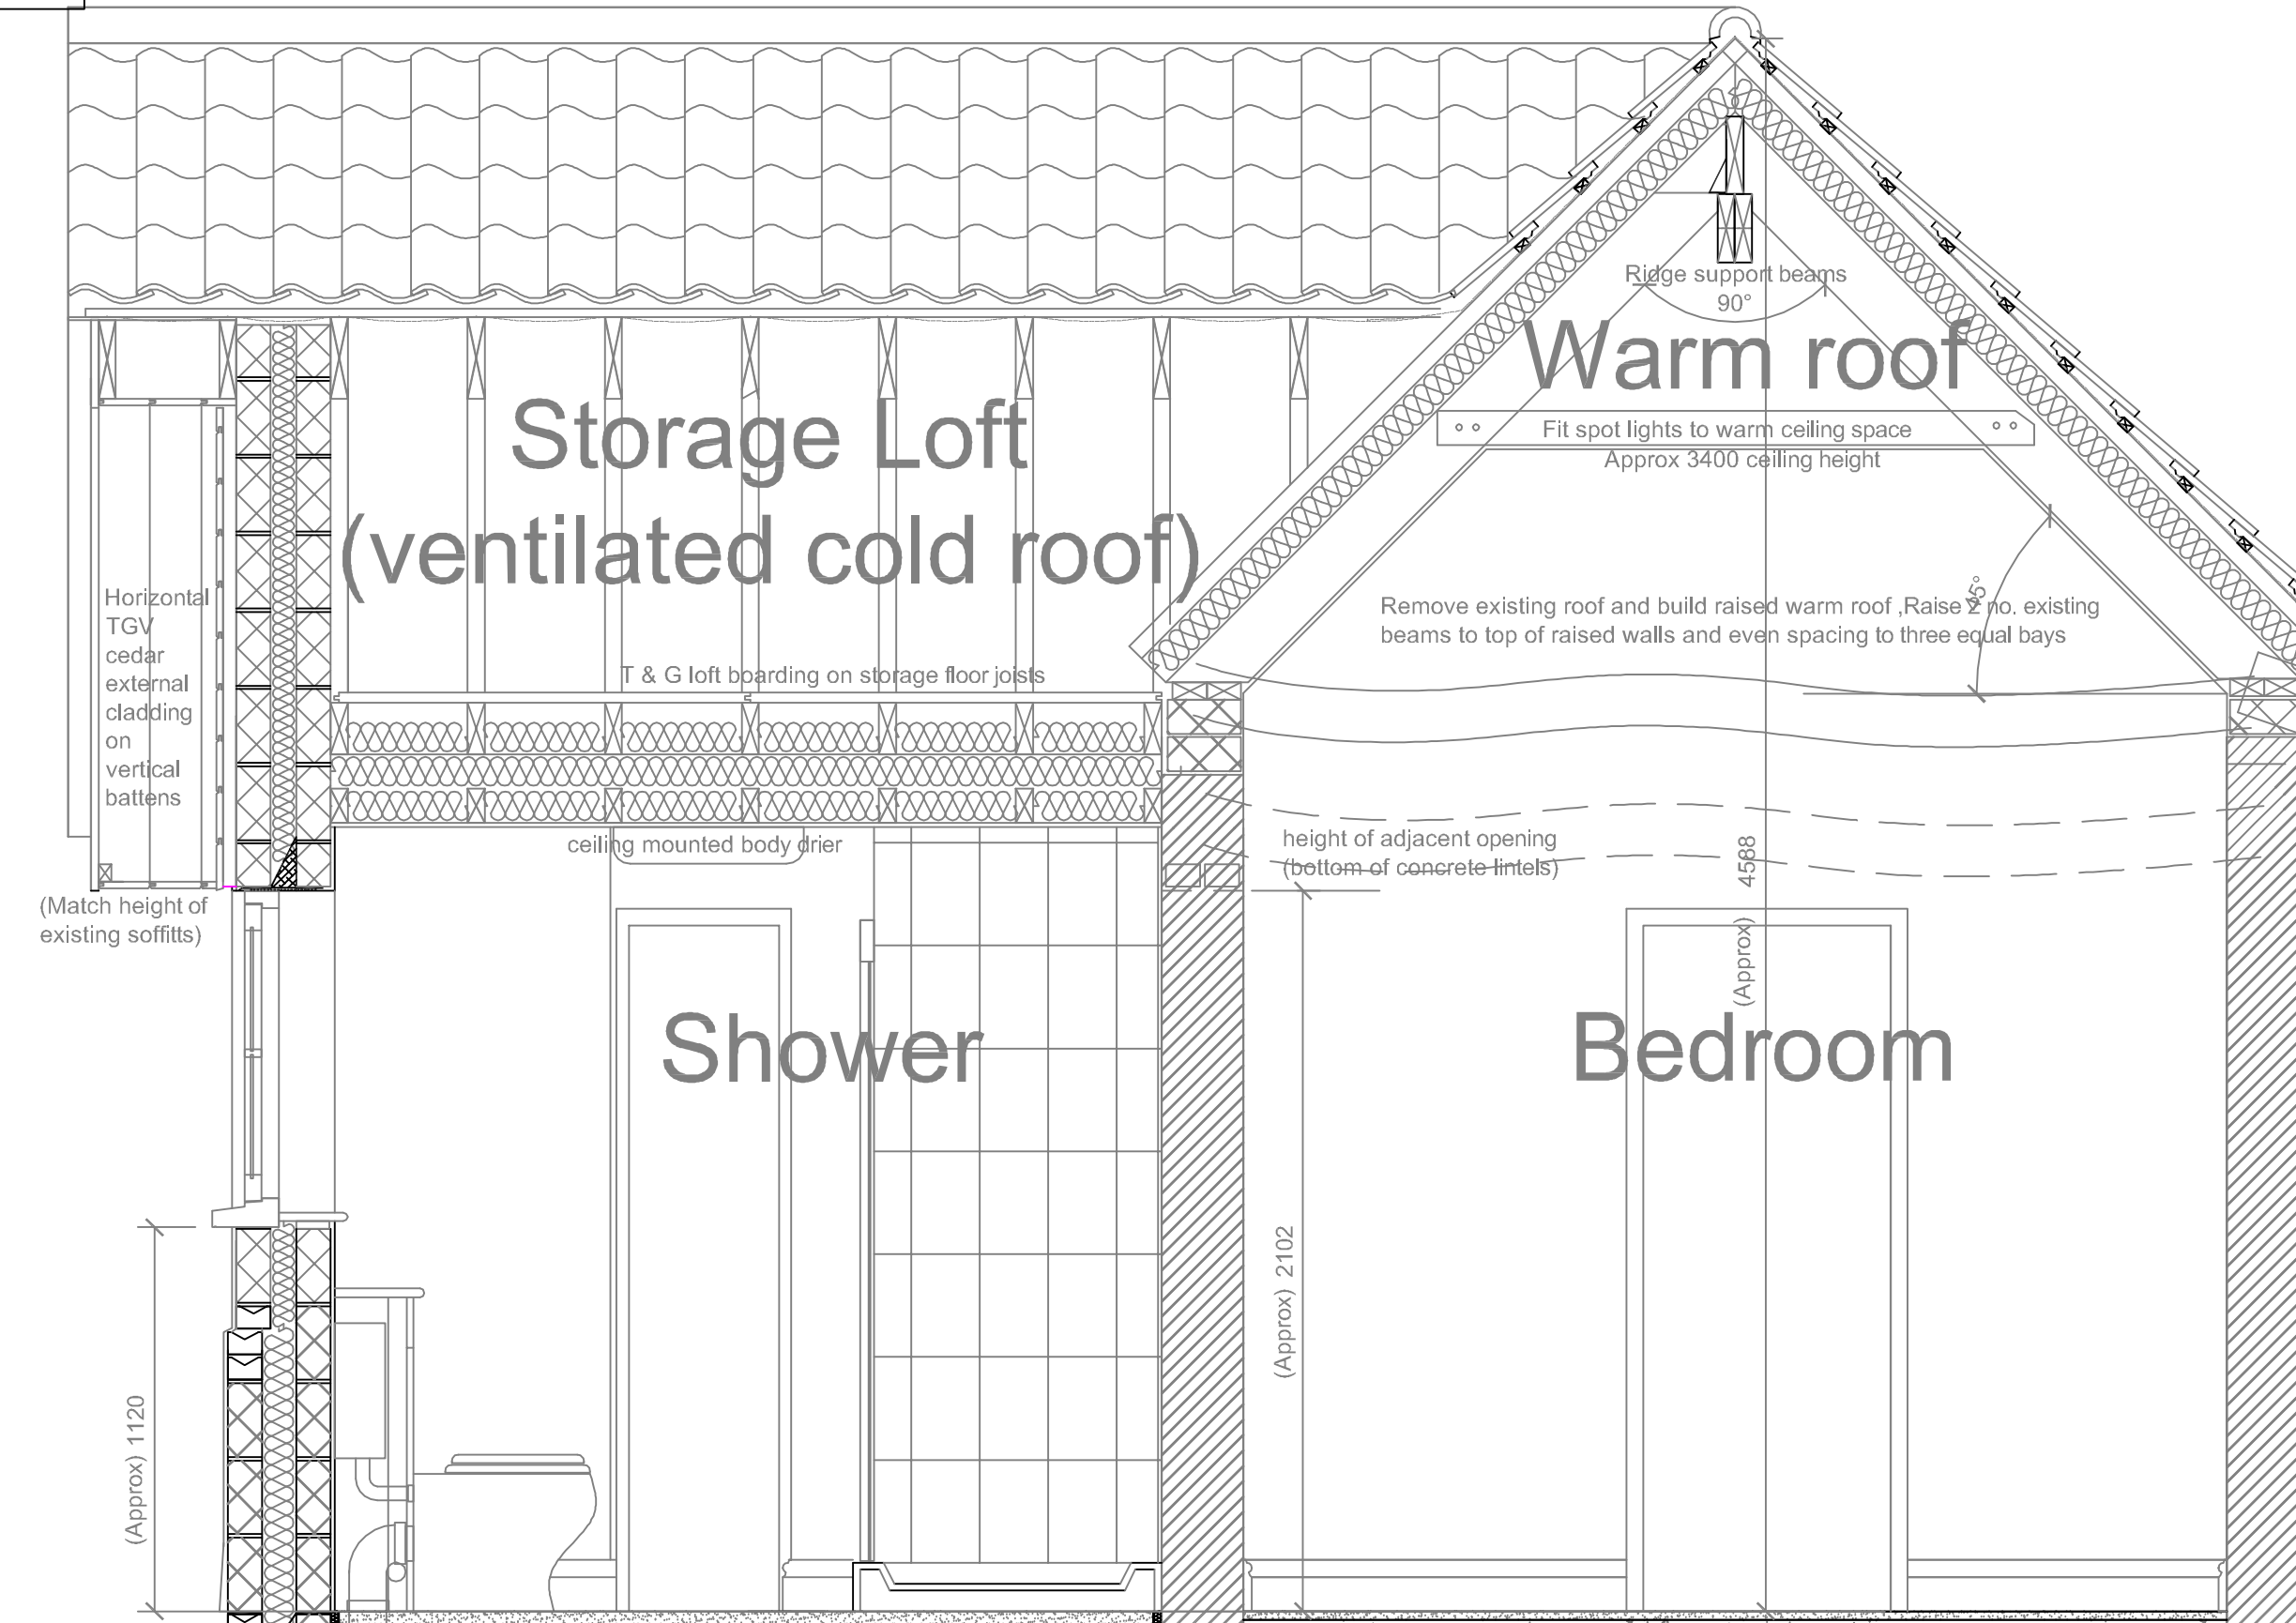 Ridge support beams
90°
Warm roof
Fit spot lights to warm ceiling space
Approx 3400 ceiling height
Storage Loft
(ventilated cold roof)
Horizontal
TGV
cedar
external
cladding
on
vertical
battens
45°
Remove existing roof and build raised warm roof ,Raise 2 no. existing
beams to top of raised walls and even spacing to three equal bays
T & G loft boarding on storage floor joists
ceiling mounted body drier
height of adjacent opening
(bottom of concrete lintels)
(Approx) 4588
(Match height of
existing soffitts)
Shower
Bedroom
(Approx) 2102
(Approx) 1120